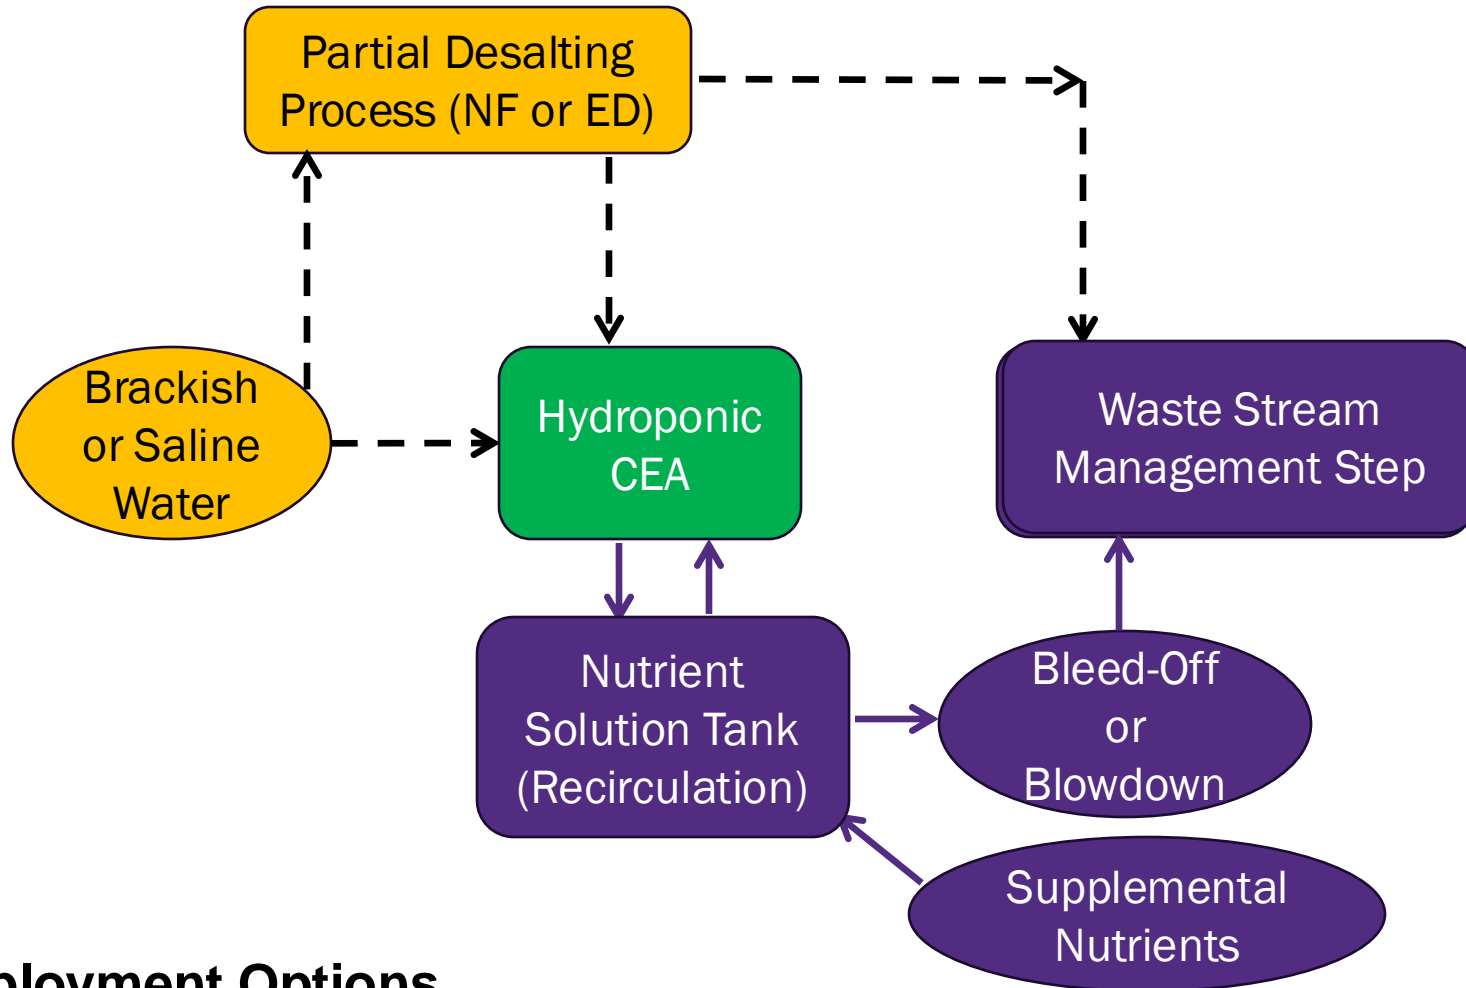 Partial Desalting
Process (NF or ED)
Brackish
or Saline
Water
Hydroponic
CEA
Waste Stream
Management Step
Nutrient
Solution Tank
(Recirculation)
Bleed-Off
or
Blowdown
Supplemental
Nutrients
Options